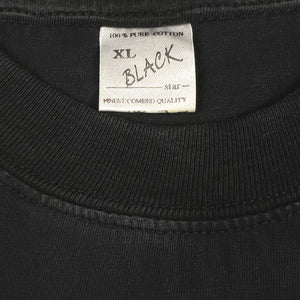 100% PURE COTTON
XL
BLACK
star
FINEST COMBED QUALITY